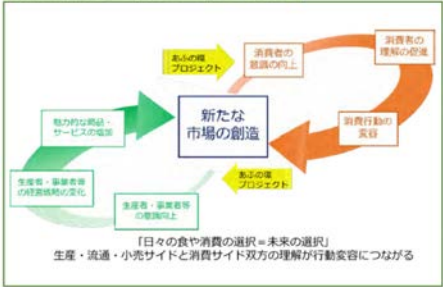 あふの環
プロジェクト
消費者の
意識の向上
消費者の
理解の促進
消費行動の
変容
新たな
市場の創造
魅力的な商品・
サービスの増加
生産者・事業者等
の経営戦略の変化
生産者・事業者等
の意識向上
あふの環
プロジェクト
「日々の食や消費の選択=未来の選択」
生産・流通・小売サイドと消費サイド双方の理解が行動変容につながる